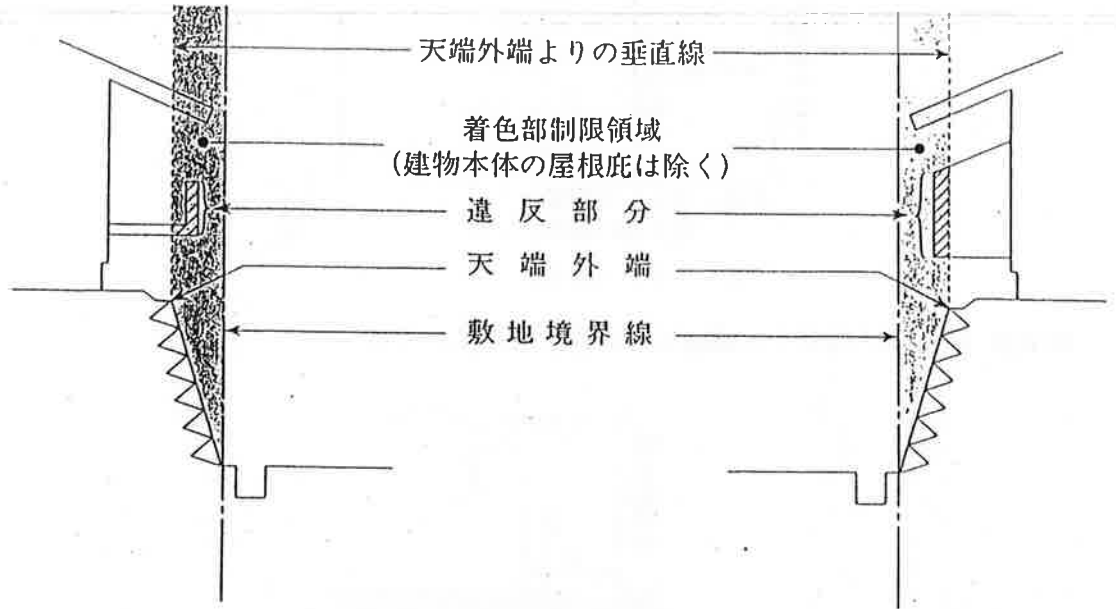 天端外端よりの垂直線
着色部制限領域
(建物本体の屋根庇は除く)
違反部分
天端外端
敷地境界線